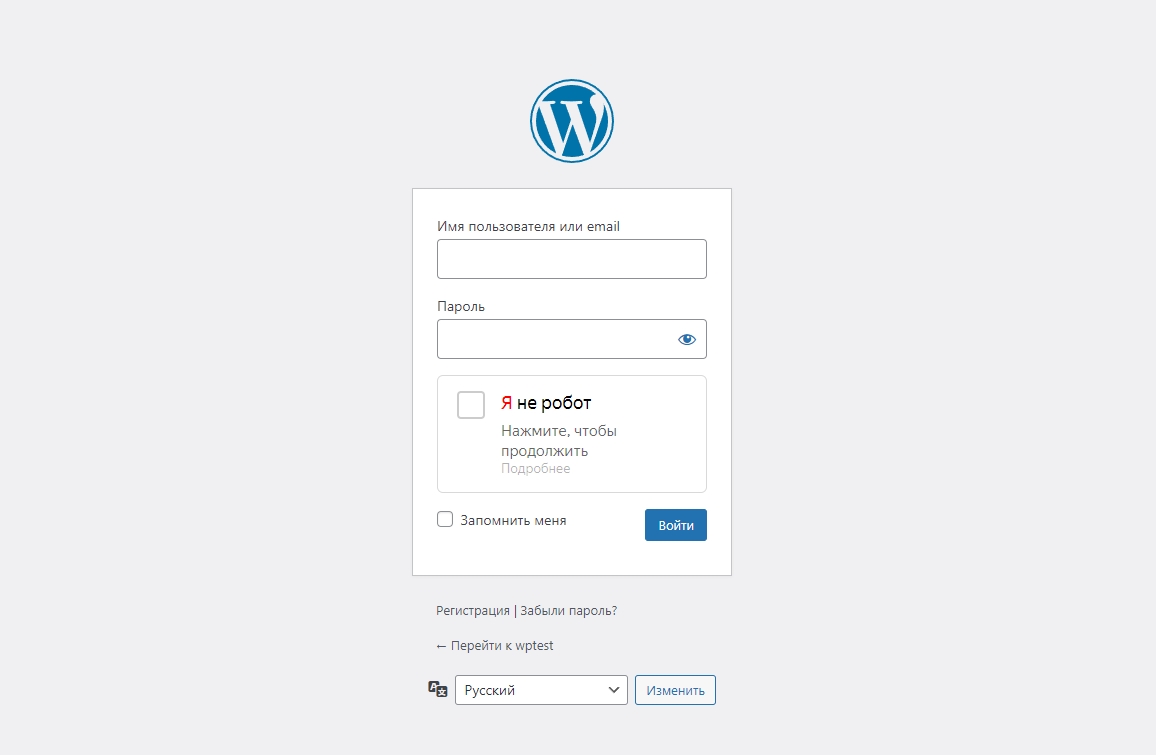 Имя пользователя или email
Пароль
Я не робот
Нажмите, чтобы
продолжить
Подробнее
Запомнить меня
Войти
Регистрация | Забыли пароль?
← Перейти к wptest
Русский
Изменить